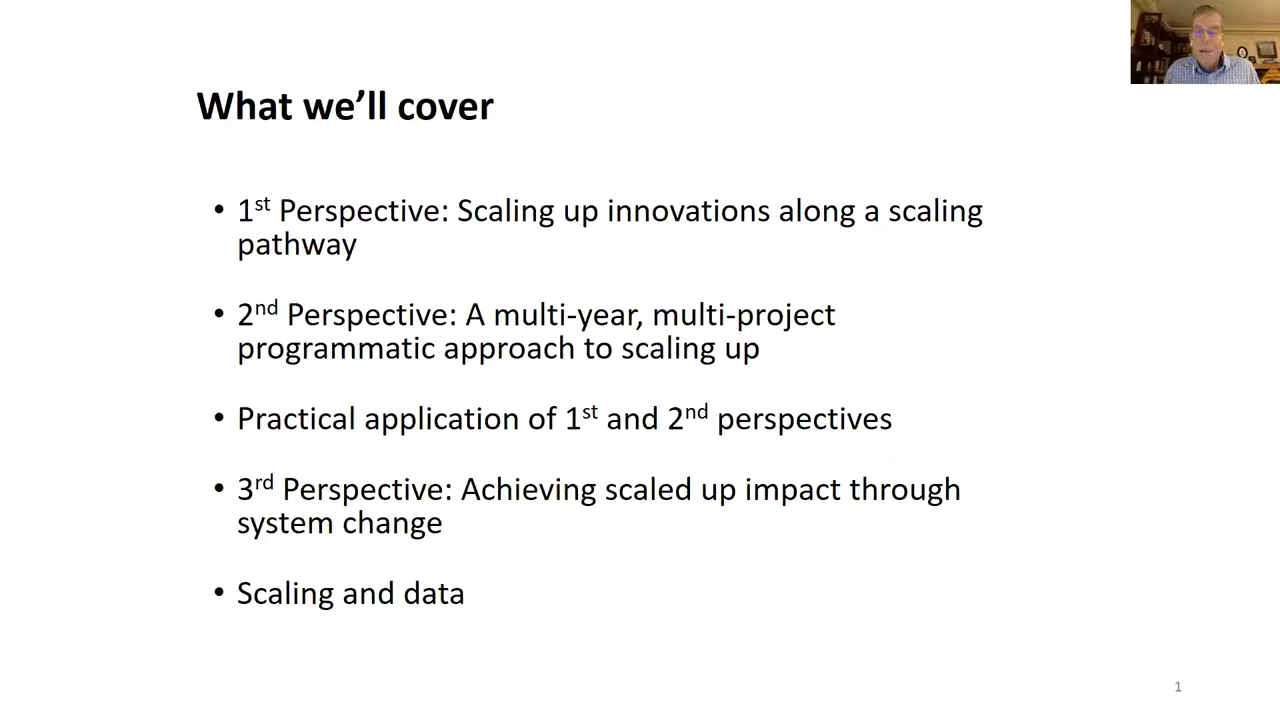 What we’ll cover
• 1st Perspective: Scaling up innovations along a scaling
pathway
• 2nd Perspective: A multi-year, multi-project
programmatic approach to scaling up
• Practical application of 1st and 2nd perspectives
• 3rd Perspective: Achieving scaled up impact through
system change
• Scaling and data
1